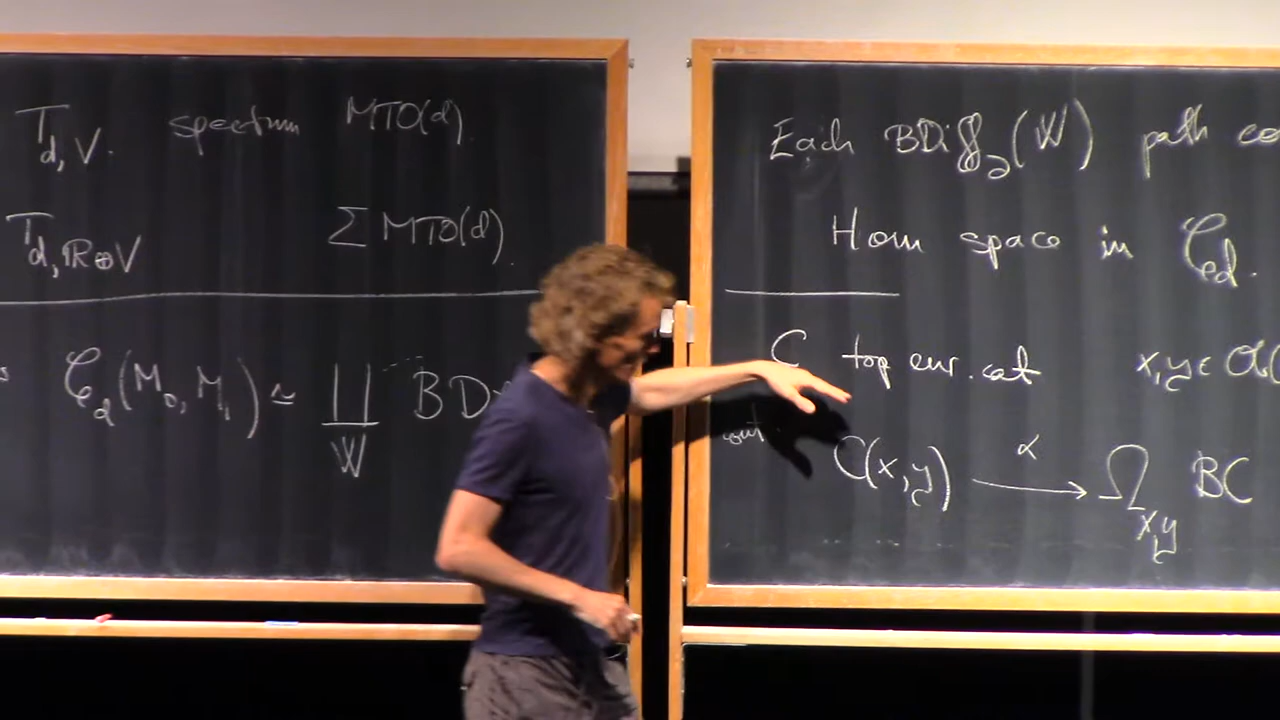 T_{d,V}. spectrum MTO(d).
T_{d,ℝ⊕V} Σ MTO(d).
𝒞_d(M_0, M_1) ≃ ∐_W BD
Each BDiff_∂(W) path co
Hom space in 𝒞_d.
C top enr. cat x,y ∈ Ob(
C(x,y) →^α Ω_{x,y} BC